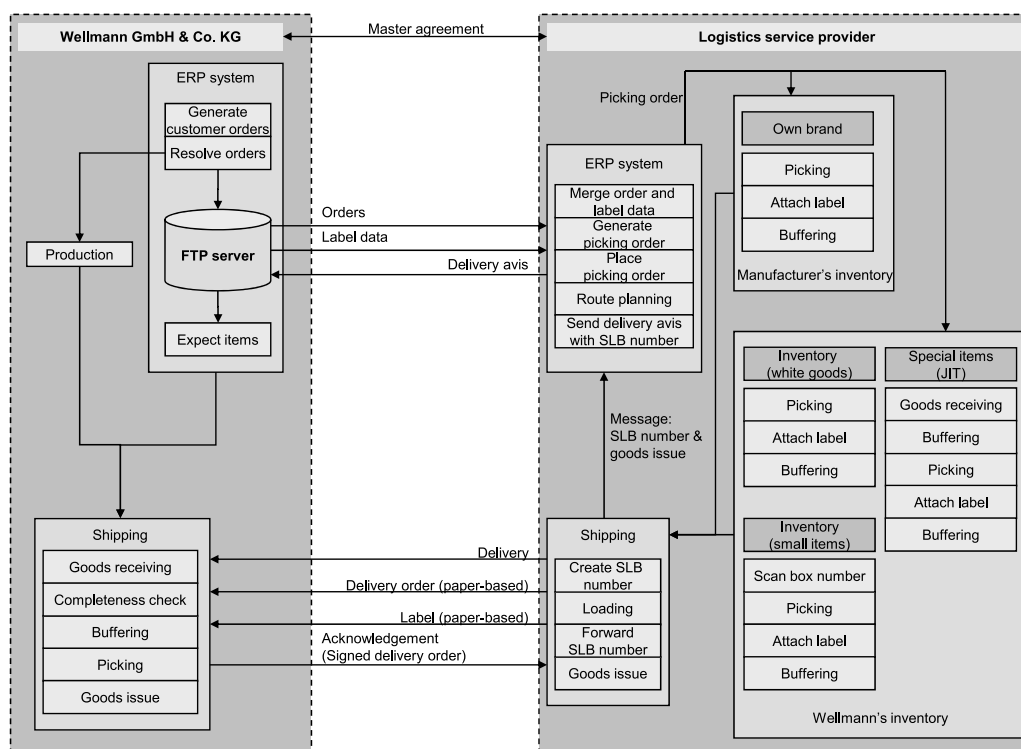 Wellmann GmbH & Co. KG
Master agreement
Logistics service provider
ERP system
Generate
customer orders
Resolve orders
Production
FTP server
Expect items
Orders
Label data
Delivery avis
Picking order
ERP system
Merge order and
label data
Generate
picking order
Place
picking order
Route planning
Send delivery avis
with SLB number
Own brand
Picking
Attach label
Buffering
Manufacturer's inventory
Message:
SLB number &
goods issue
Inventory
(white goods)
Picking
Attach label
Buffering
Special items
(JIT)
Goods receiving
Buffering
Picking
Attach label
Buffering
Inventory
(small items)
Scan box number
Picking
Attach label
Buffering
Wellmann's inventory
Shipping
Goods receiving
Completeness check
Buffering
Picking
Goods issue
Delivery
Delivery order (paper-based)
Label (paper-based)
Acknowledgement
(Signed delivery order)
Shipping
Create SLB
number
Loading
Forward
SLB number
Goods issue